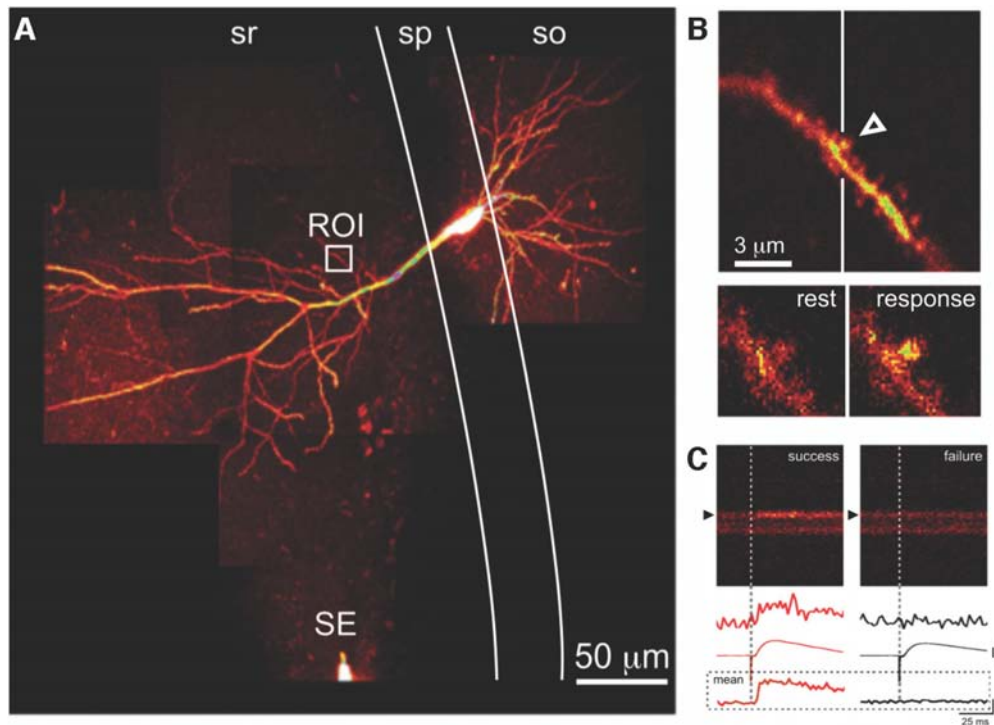 A
sr
sp
so
ROI
SE
50 μm
B
3 μm
rest
response
C
success
failure
mean
25 ms